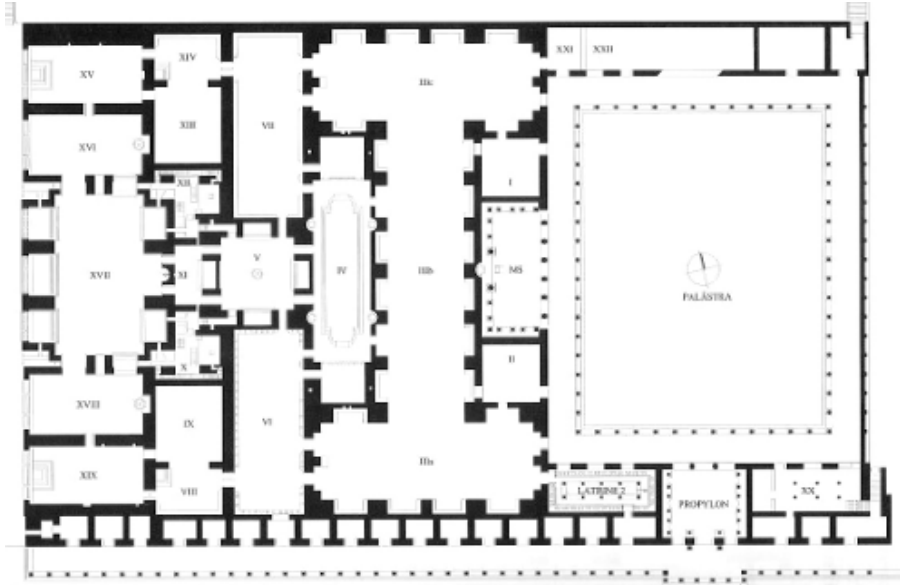 XIV
XV
XIII
XVI
XII
XVII
XI
X
XVIII
IX
XIX
VIII
VII
V
VI
IV
IIIc
IIIb
IIIa
I
MS
II
XXI
XXII
PALÄSTRA
LATRINE 2
PROPYLON
XX